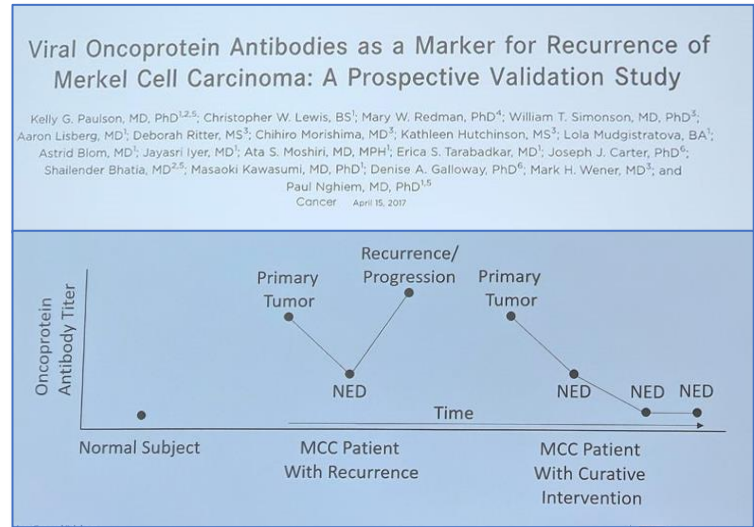 Viral Oncoprotein Antibodies as a Marker for Recurrence of
Merkel Cell Carcinoma: A Prospective Validation Study
Kelly G. Paulson, MD, PhD1,2,5; Christopher W. Lewis, BS1; Mary W. Redman, PhD4; William T. Simonson, MD, PhD3;
Aaron Lisberg, MD1; Deborah Ritter, MS3; Chihiro Morishima, MD3; Kathleen Hutchinson, MS3; Lola Mudgistratova, BA1;
Astrid Blom, MD1; Jayasri Iyer, MD1; Ata S. Moshiri, MD, MPH1; Erica S. Tarabadkar, MD1; Joseph J. Carter, PhD6;
Shailender Bhatia, MD2,5; Masaoki Kawasumi, MD, PhD1; Denise A. Galloway, PhD6; Mark H. Wener, MD3; and
Paul Nghiem, MD, PhD1,5
Cancer April 15, 2017
Oncoprotein
Antibody Titer
Normal Subject
Primary
Tumor
NED
Recurrence/
Progression
MCC Patient
With Recurrence
Time
Primary
Tumor
NED
NED
NED
MCC Patient
With Curative
Intervention